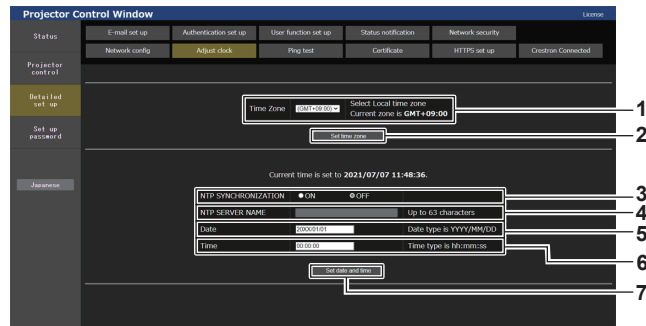 Projector Control Window
License
Status
E-mail set up
Authentication set up
User function set up
Status notification
Network security
Network config
Adjust clock
Ping test
Certificate
HTTPS set up
Crestron Connected
Projector
control
Detailed
set up
Set up
password
Japanese
Time Zone
(GMT+09:00)
Select Local time zone
Current zone is GMT+09:00
1
Set time zone
2
Current time is set to 2021/07/07 11:48:36.
NTP SYNCHRONIZATION ON OFF
3
NTP SERVER NAME Up to 63 characters
4
Date 20XX/01/01 Date type is YYYY/MM/DD
5
Time 00:00:00 Time type is hh:mm:ss
6
Set date and time
7